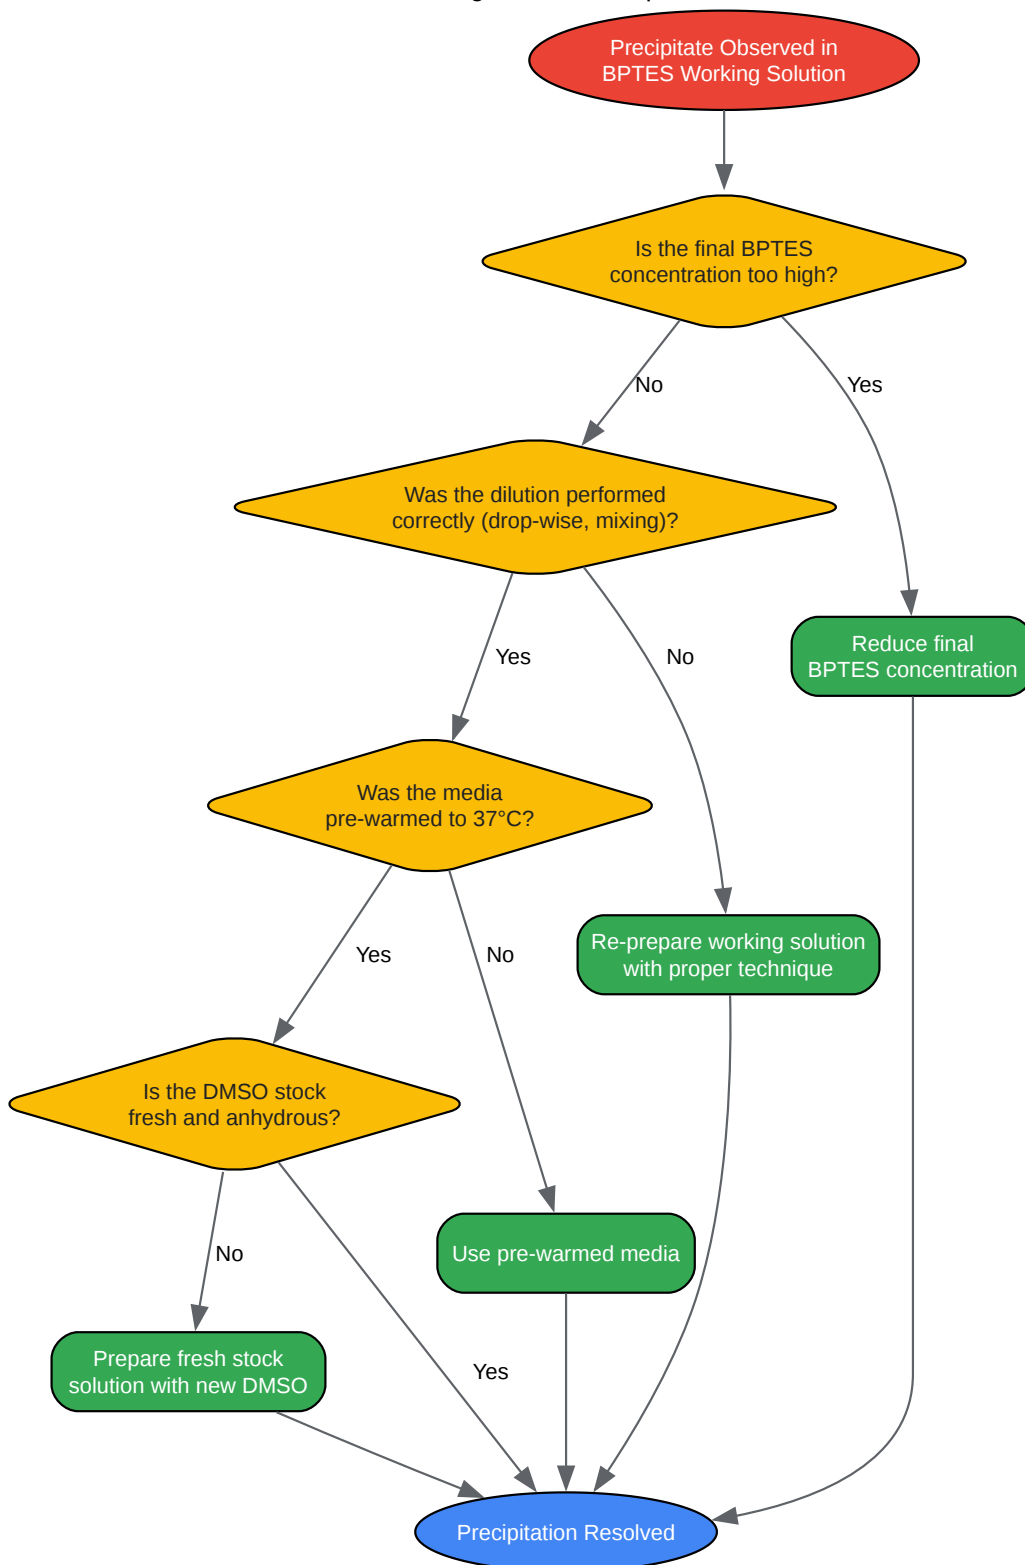 Precipitate Observed in
BPTES Working Solution
Is the final BPTES
concentration too high?
No
Yes
Was the dilution performed
correctly (drop-wise, mixing)?
Yes
No
Reduce final
BPTES concentration
Was the media
pre-warmed to 37°C?
Yes
No
Re-prepare working solution
with proper technique
Is the DMSO stock
fresh and anhydrous?
No
Use pre-warmed media
Prepare fresh stock
solution with new DMSO
Yes
Precipitation Resolved